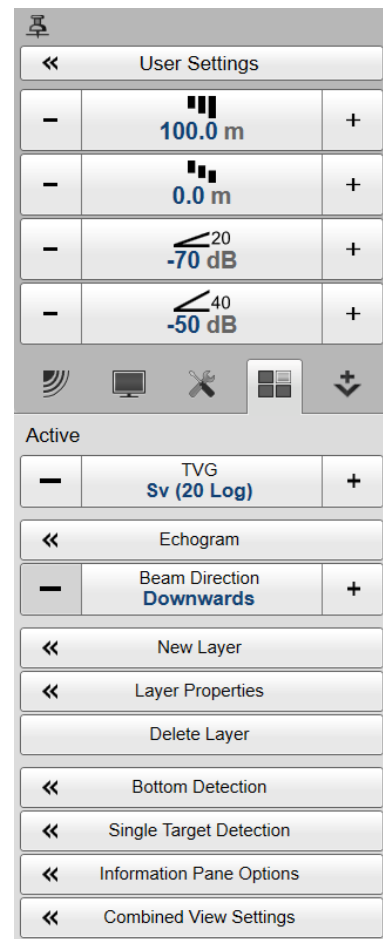 User Settings
100.0 m
0.0 m
20
-70 dB
40
-50 dB
Active
TVG
Sv (20 Log)
Echogram
Beam Direction
Downwards
New Layer
Layer Properties
Delete Layer
Bottom Detection
Single Target Detection
Information Pane Options
Combined View Settings